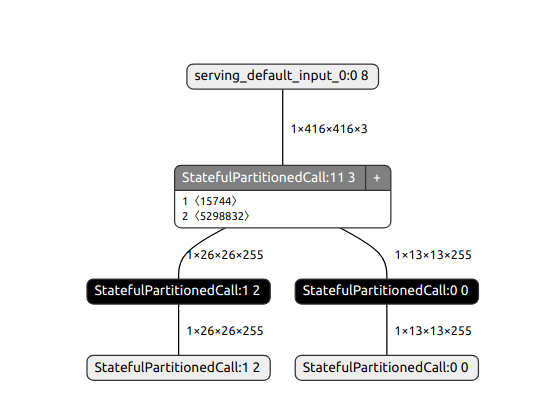 serving_default_input_0:0 8
1×416×416×3
StatefulPartitionedCall:11 3 +
1 〈15744〉
2 〈5298832〉
1×26×26×255 1×13×13×255
StatefulPartitionedCall:1 2 StatefulPartitionedCall:0 0
1×26×26×255 1×13×13×255
StatefulPartitionedCall:1 2 StatefulPartitionedCall:0 0